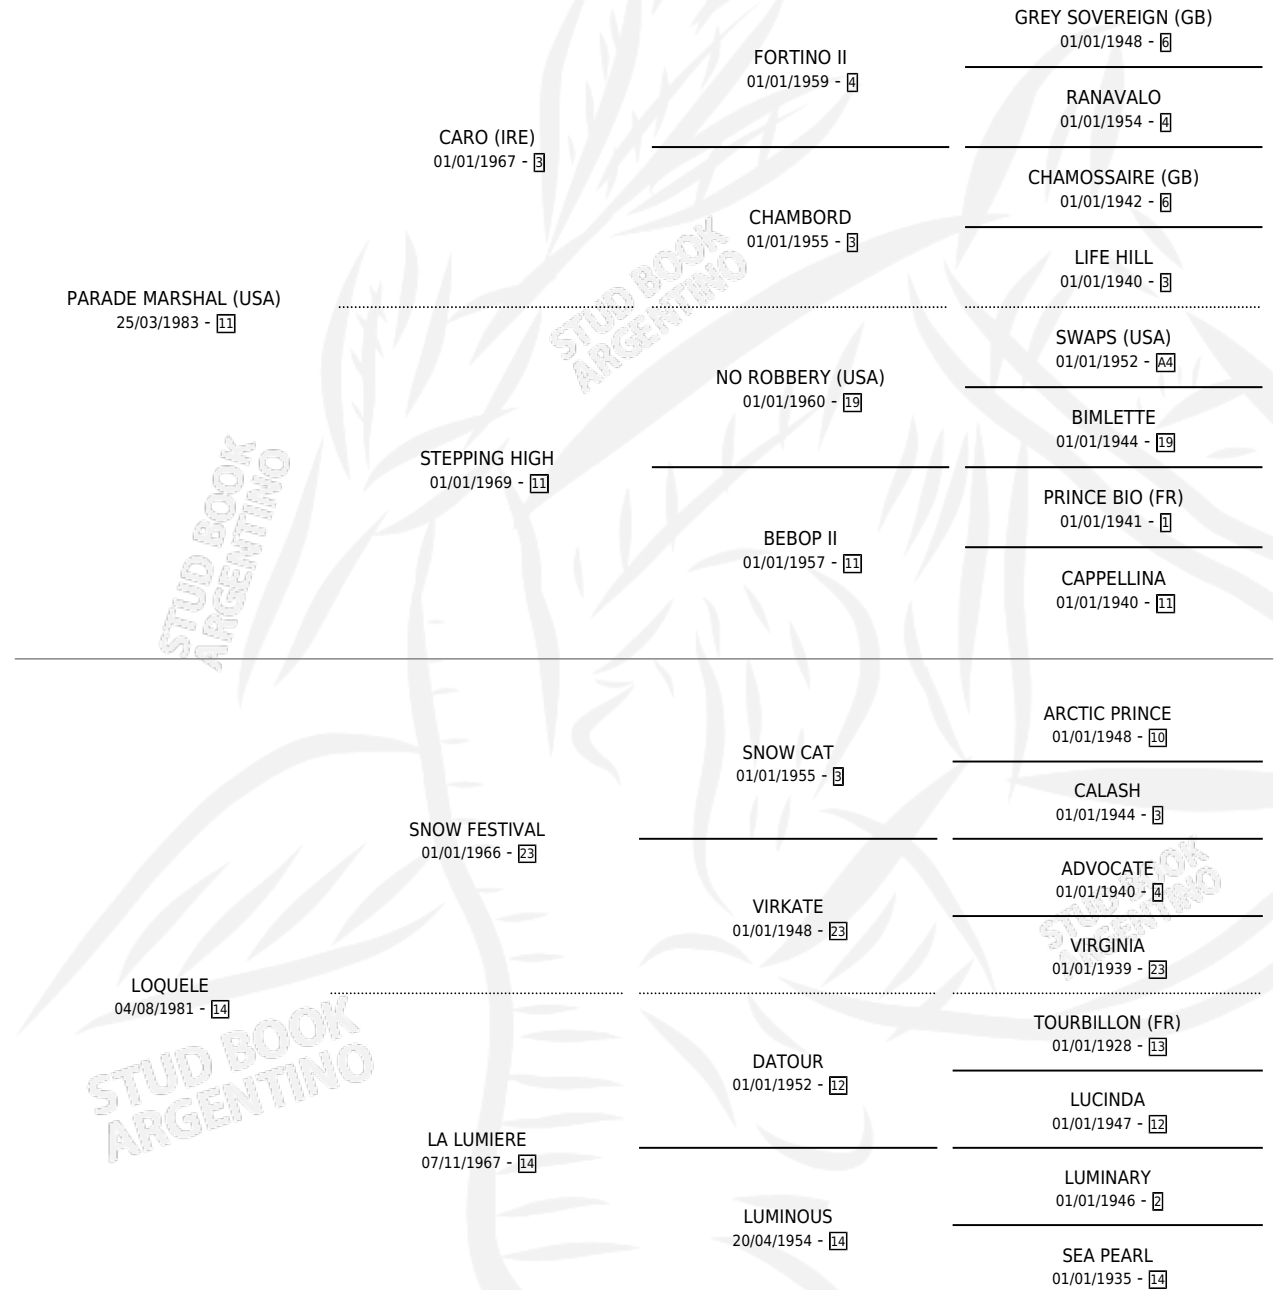 GREY SOVEREIGN (GB)
01/01/1948 - 6
FORTINO II
01/01/1959 - 4
RANAVALO
01/01/1954 - 4
CARO (IRE)
01/01/1967 - 3
CHAMOSSAIRE (GB)
01/01/1942 - 6
CHAMBORD
01/01/1955 - 3
LIFE HILL
01/01/1940 - 3
PARADE MARSHAL (USA)
25/03/1983 - 11
SWAPS (USA)
01/01/1952 - A4
NO ROBBERY (USA)
01/01/1960 - 19
BIMLETTE
01/01/1944 - 19
STEPPING HIGH
01/01/1969 - 11
PRINCE BIO (FR)
01/01/1941 - 1
BEBOP II
01/01/1957 - 11
CAPPELLINA
01/01/1940 - 11
ARCTIC PRINCE
01/01/1948 - 10
SNOW CAT
01/01/1955 - 3
CALASH
01/01/1944 - 3
SNOW FESTIVAL
01/01/1966 - 23
ADVOCATE
01/01/1940 - 4
VIRKATE
01/01/1948 - 23
VIRGINIA
01/01/1939 - 23
LOQUELE
04/08/1981 - 14
TOURBILLON (FR)
01/01/1928 - 13
DATOUR
01/01/1952 - 12
LUCINDA
01/01/1947 - 12
LA LUMIERE
07/11/1967 - 14
LUMINARY
01/01/1946 - 2
LUMINOUS
20/04/1954 - 14
SEA PEARL
01/01/1935 - 14
STUD BOOK
ARGENTINO
STUD BOOK
ARGENTINO
STUD BOOK
ARGENTINO
STUD BOOK
ARGENTINO